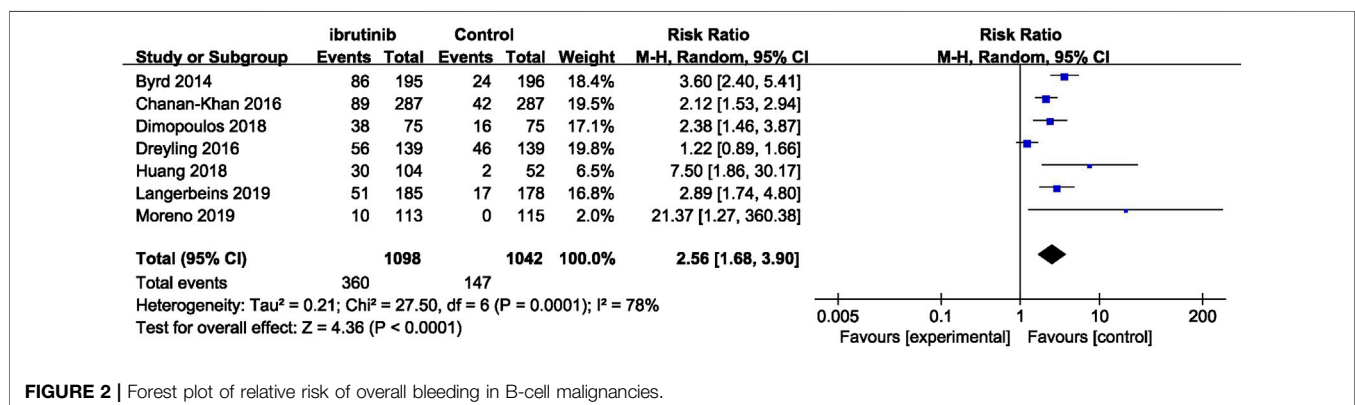 ibrutinib Control Risk Ratio Risk Ratio
Study or Subgroup Events Total Events Total Weight M-H, Random, 95% CI M-H, Random, 95% CI
Byrd 2014 86 195 24 196 18.4% 3.60 [2.40, 5.41]
Chanan-Khan 2016 89 287 42 287 19.5% 2.12 [1.53, 2.94]
Dimopoulos 2018 38 75 16 75 17.1% 2.38 [1.46, 3.87]
Dreyling 2016 56 139 46 139 19.8% 1.22 [0.89, 1.66]
Huang 2018 30 104 2 52 6.5% 7.50 [1.86, 30.17]
Langerbeins 2019 51 185 17 178 16.8% 2.89 [1.74, 4.80]
Moreno 2019 10 113 0 115 2.0% 21.37 [1.27, 360.38]
Total (95% CI) 1098 1042 100.0% 2.56 [1.68, 3.90]
Total events 360 147
Heterogeneity: Tau² = 0.21; Chi² = 27.50, df = 6 (P = 0.0001); I² = 78%
Test for overall effect: Z = 4.36 (P < 0.0001)
0.005 0.1 1 10 200
Favours [experimental] Favours [control]
FIGURE 2 | Forest plot of relative risk of overall bleeding in B-cell malignancies.